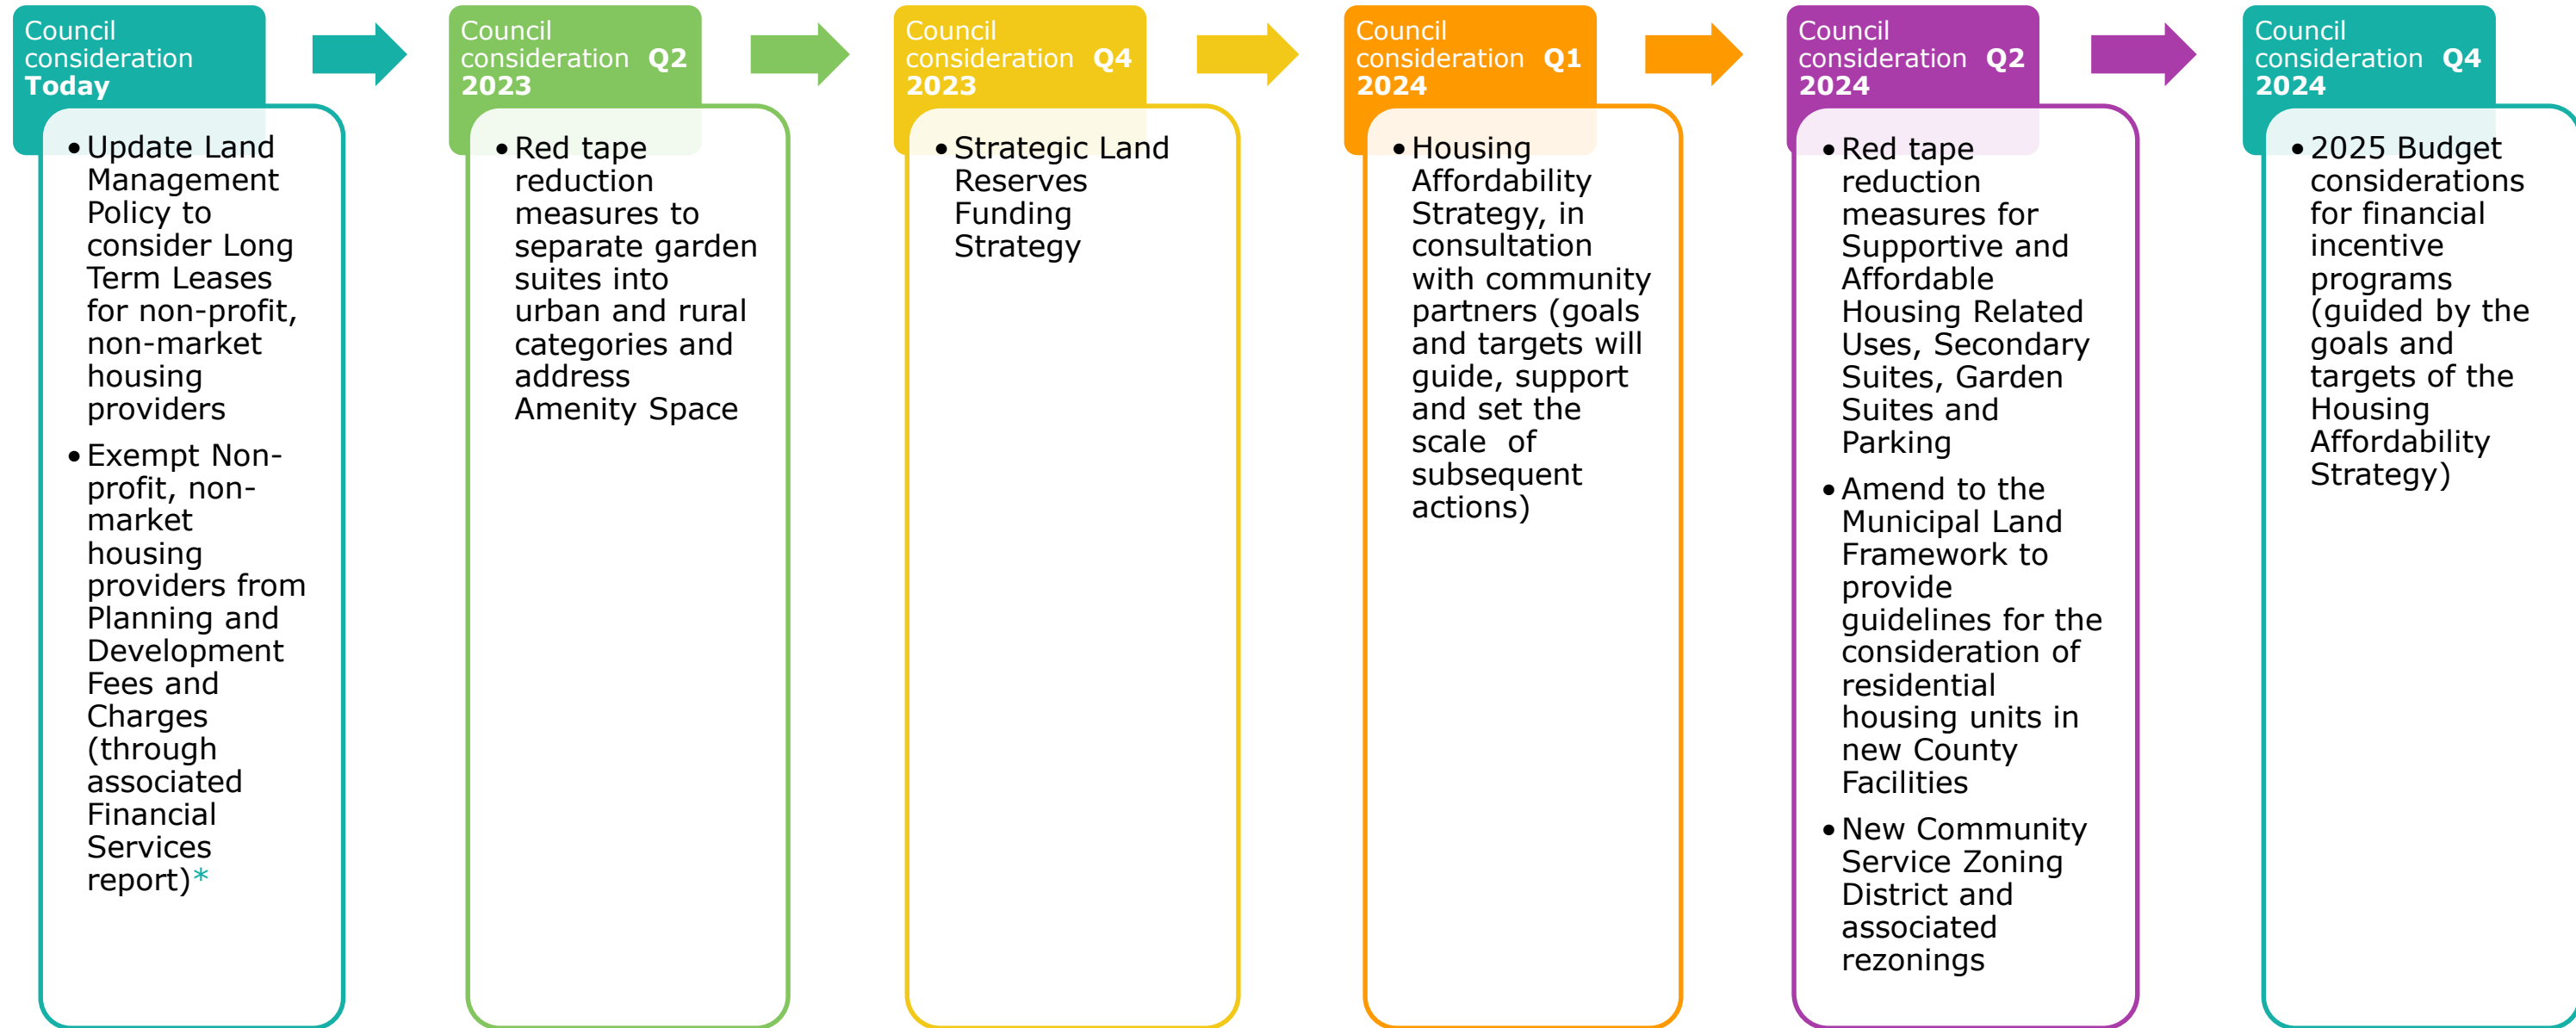 Council
consideration
Today
• Update Land
Management
Policy to
consider Long
Term Leases
for non-profit,
non-market
housing
providers
• Exempt Non-
profit, non-
market
housing
providers from
Planning and
Development
Fees and
Charges
(through
associated
Financial
Services
report)*
Council
consideration Q2
2023
• Red tape
reduction
measures to
separate garden
suites into
urban and rural
categories and
address
Amenity Space
Council
consideration Q4
2023
• Strategic Land
Reserves
Funding
Strategy
Council
consideration Q1
2024
• Housing
Affordability
Strategy, in
consultation
with community
partners (goals
and targets will
guide, support
and set the
scale of
subsequent
actions)
Council
consideration Q2
2024
• Red tape
reduction
measures for
Supportive and
Affordable
Housing Related
Uses, Secondary
Suites, Garden
Suites and
Parking
• Amend to the
Municipal Land
Framework to
provide
guidelines for the
consideration of
residential
housing units in
new County
Facilities
• New Community
Service Zoning
District and
associated
rezonings
Council
consideration Q4
2024
• 2025 Budget
considerations
for financial
incentive
programs
(guided by the
goals and
targets of the
Housing
Affordability
Strategy)